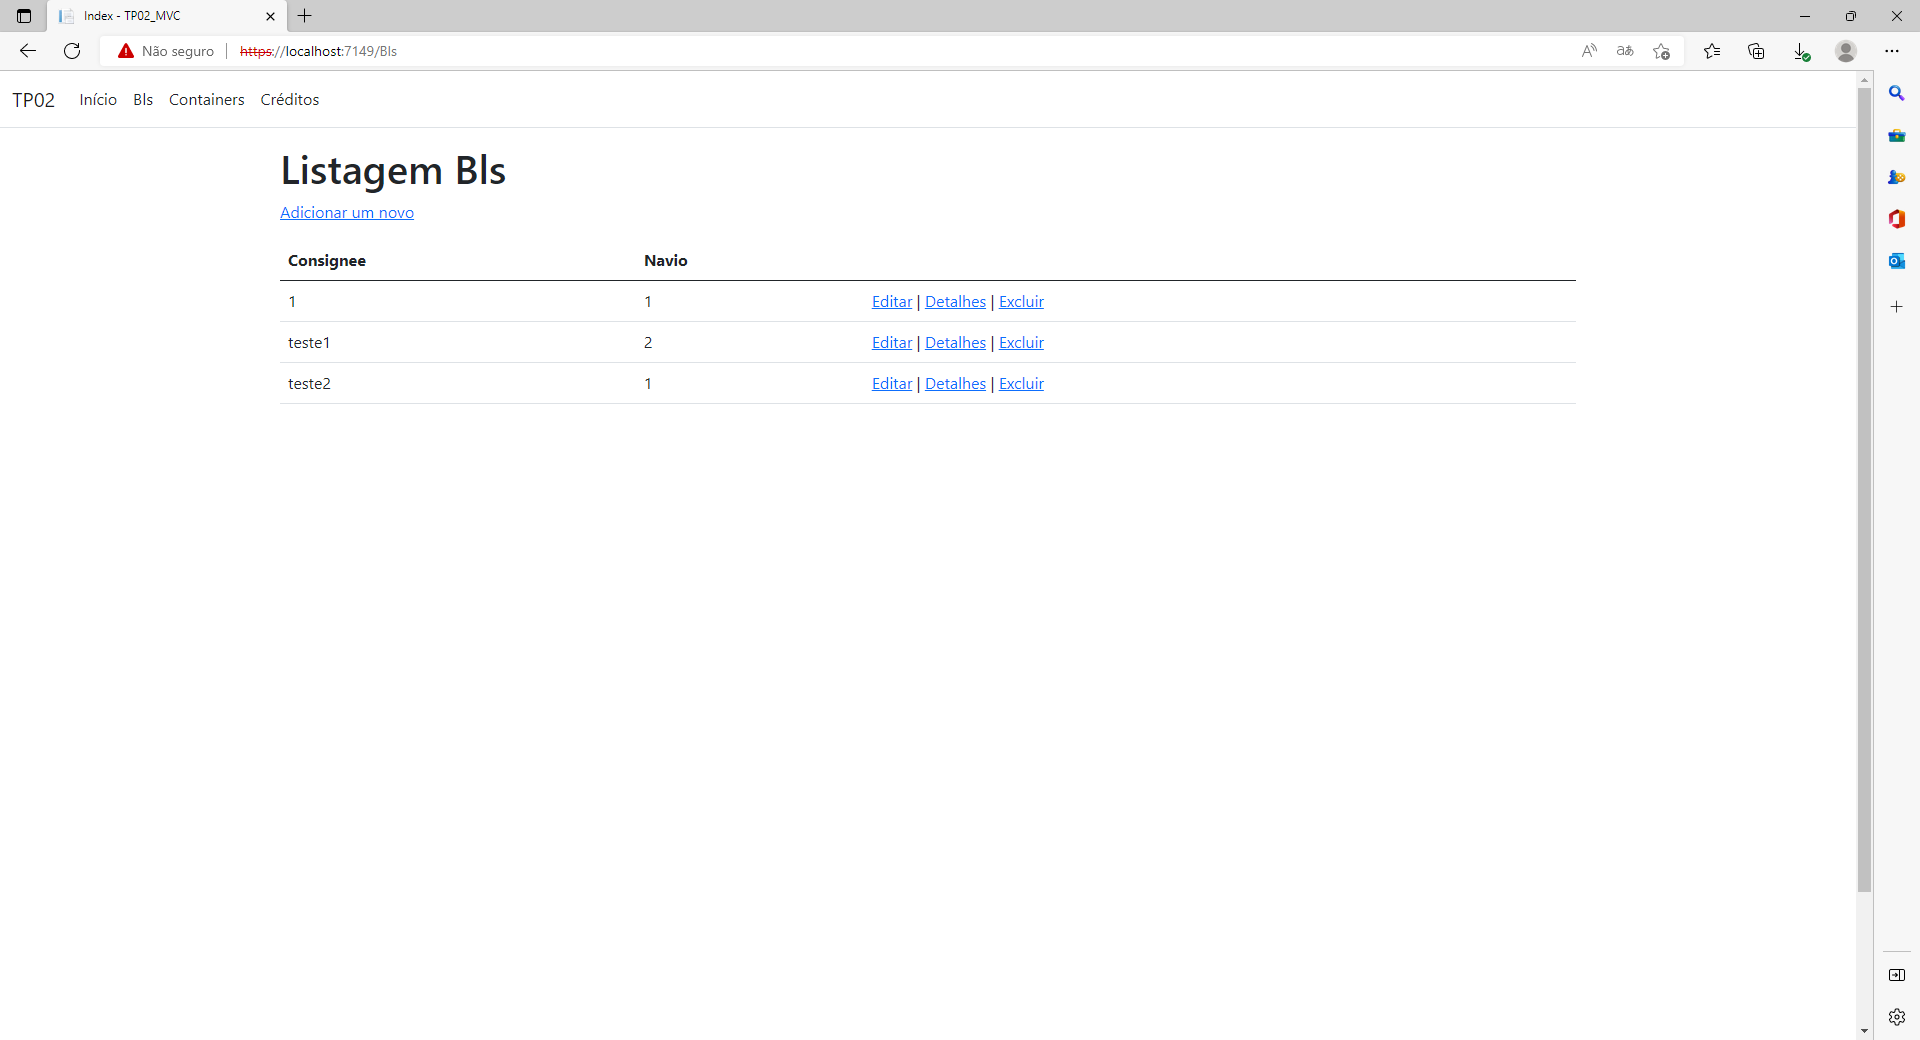 Index - TP02_MVC
Não seguro https://localhost:7149/Bls
TP02 Início Bls Containers Créditos
Listagem Bls
Adicionar um novo
Consignee Navio
1 1 Editar | Detalhes | Excluir
teste1 2 Editar | Detalhes | Excluir
teste2 1 Editar | Detalhes | Excluir